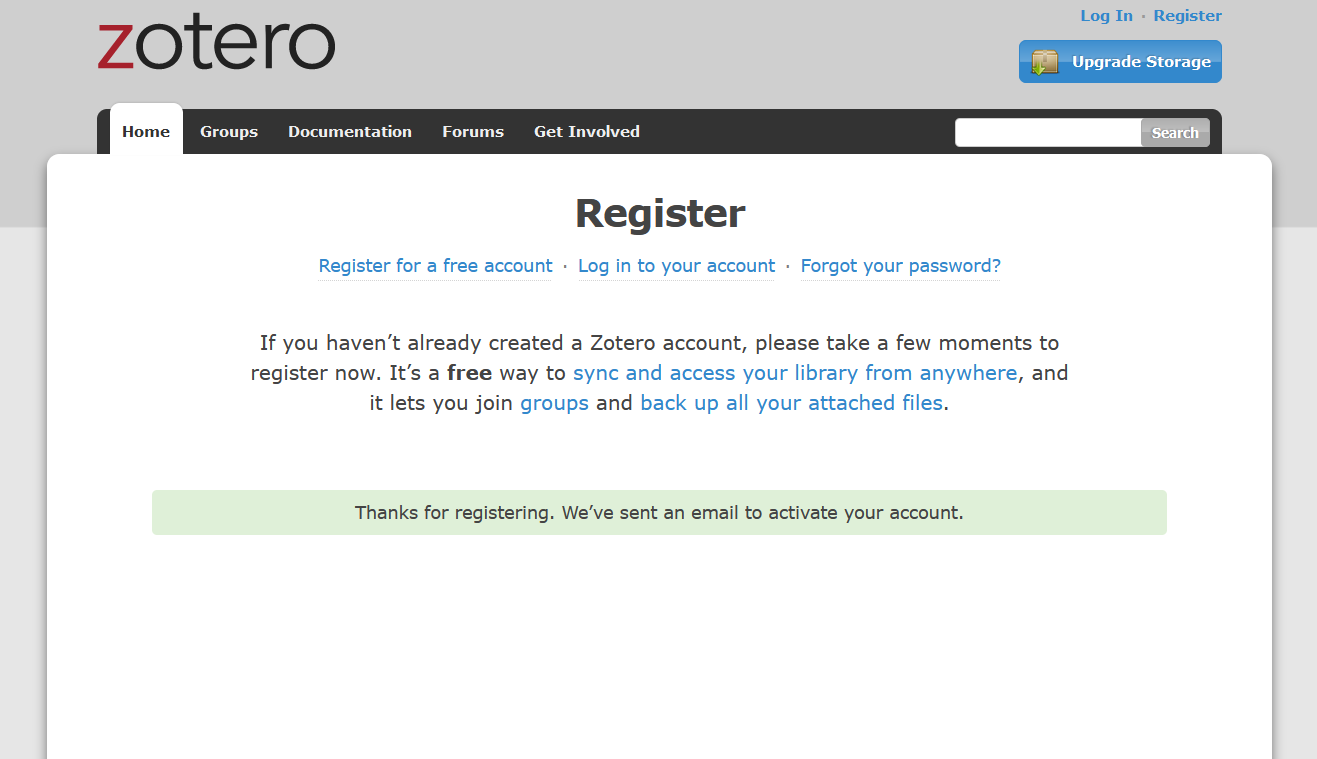 zotero
Log In · Register
Upgrade Storage
Home Groups Documentation Forums Get Involved Search
Register
Register for a free account · Log in to your account · Forgot your password?
If you haven’t already created a Zotero account, please take a few moments to
register now. It’s a free way to sync and access your library from anywhere, and
it lets you join groups and back up all your attached files.
Thanks for registering. We’ve sent an email to activate your account.